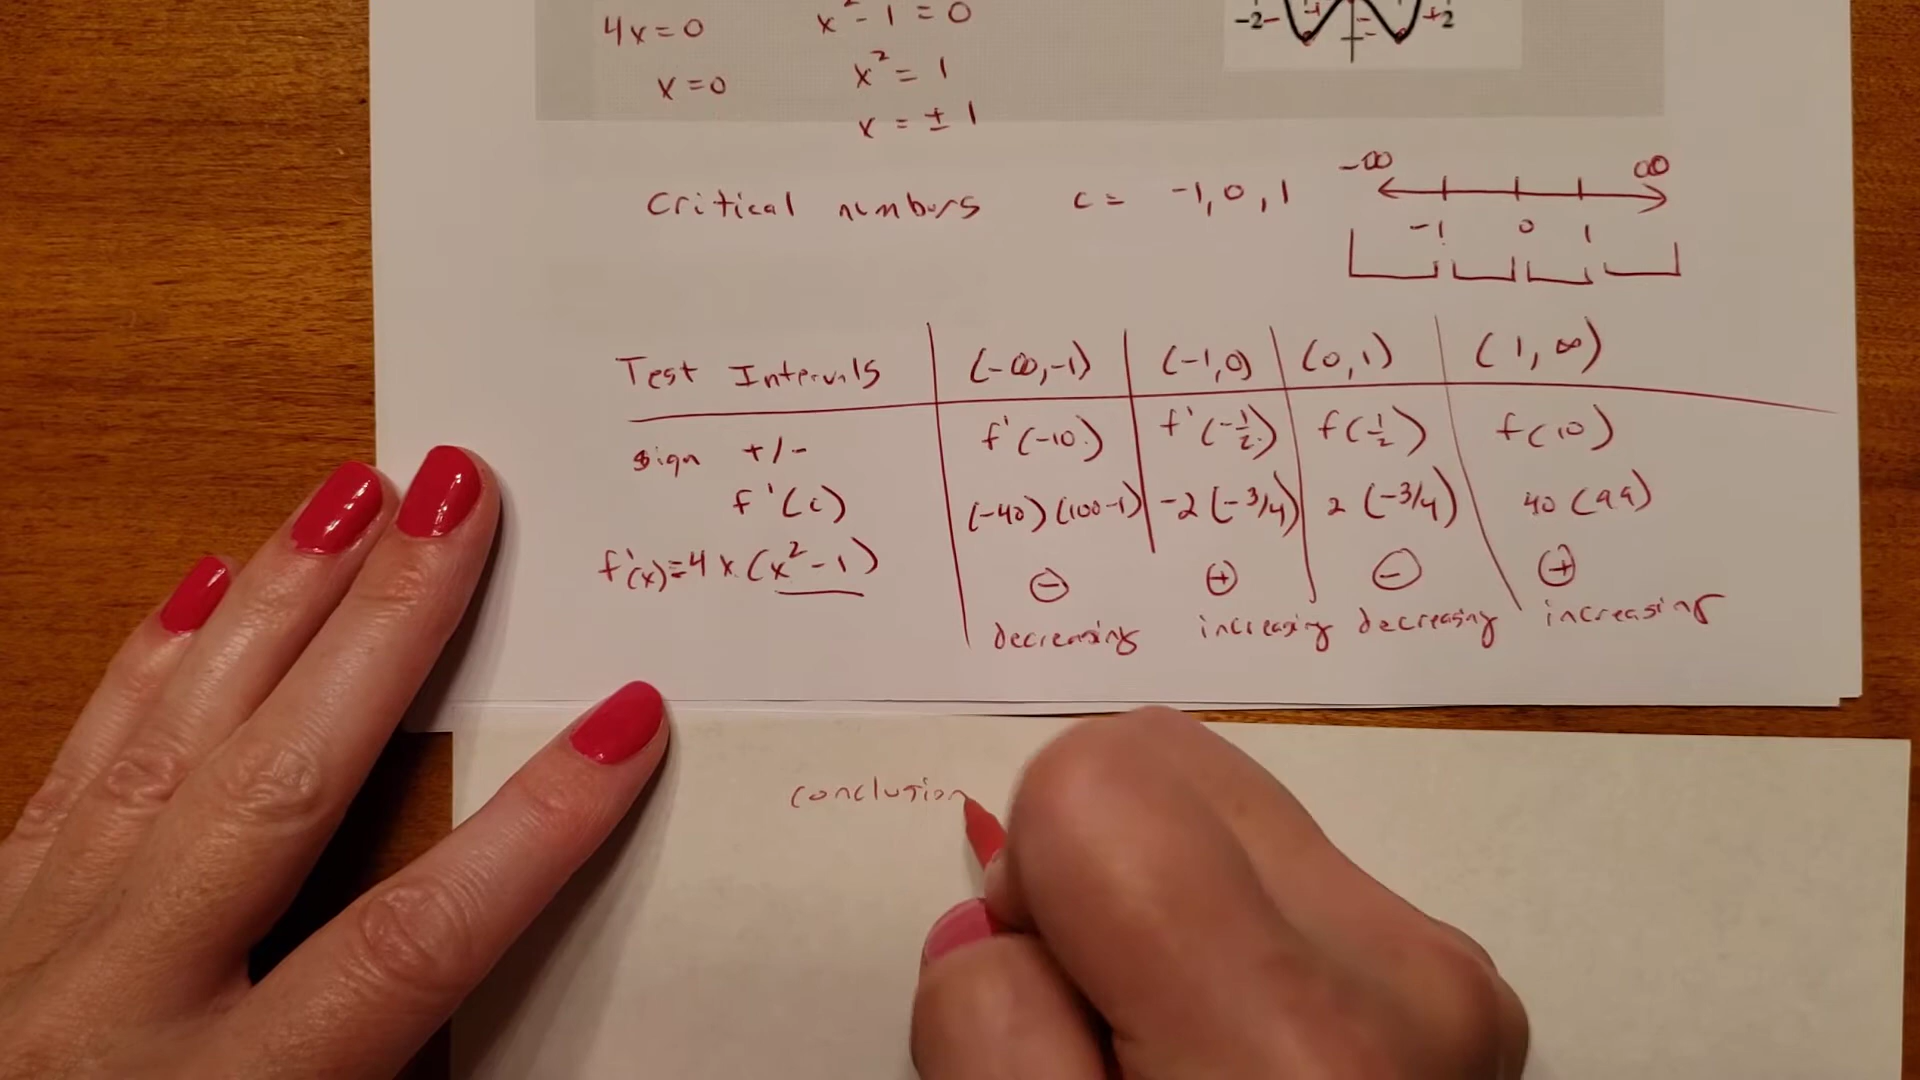 4x=0 x²-1=0
x=0 x²=1
x=±1
-2 -1 +2
Critical numbers c= -1,0,1
-∞ ∞
-1 0 1
Test Intervals (-∞,-1) (-1,0) (0,1) (1,∞)
sign +/- f'(-10) f'(-1/2) f(1/2) f(10)
f'(c) (-40)(100-1) -2(-3/4) 2(-3/4) 40(99)
f'(x)=4x(x²-1) - + - +
decreasing increasing decreasing increasing
conclusion